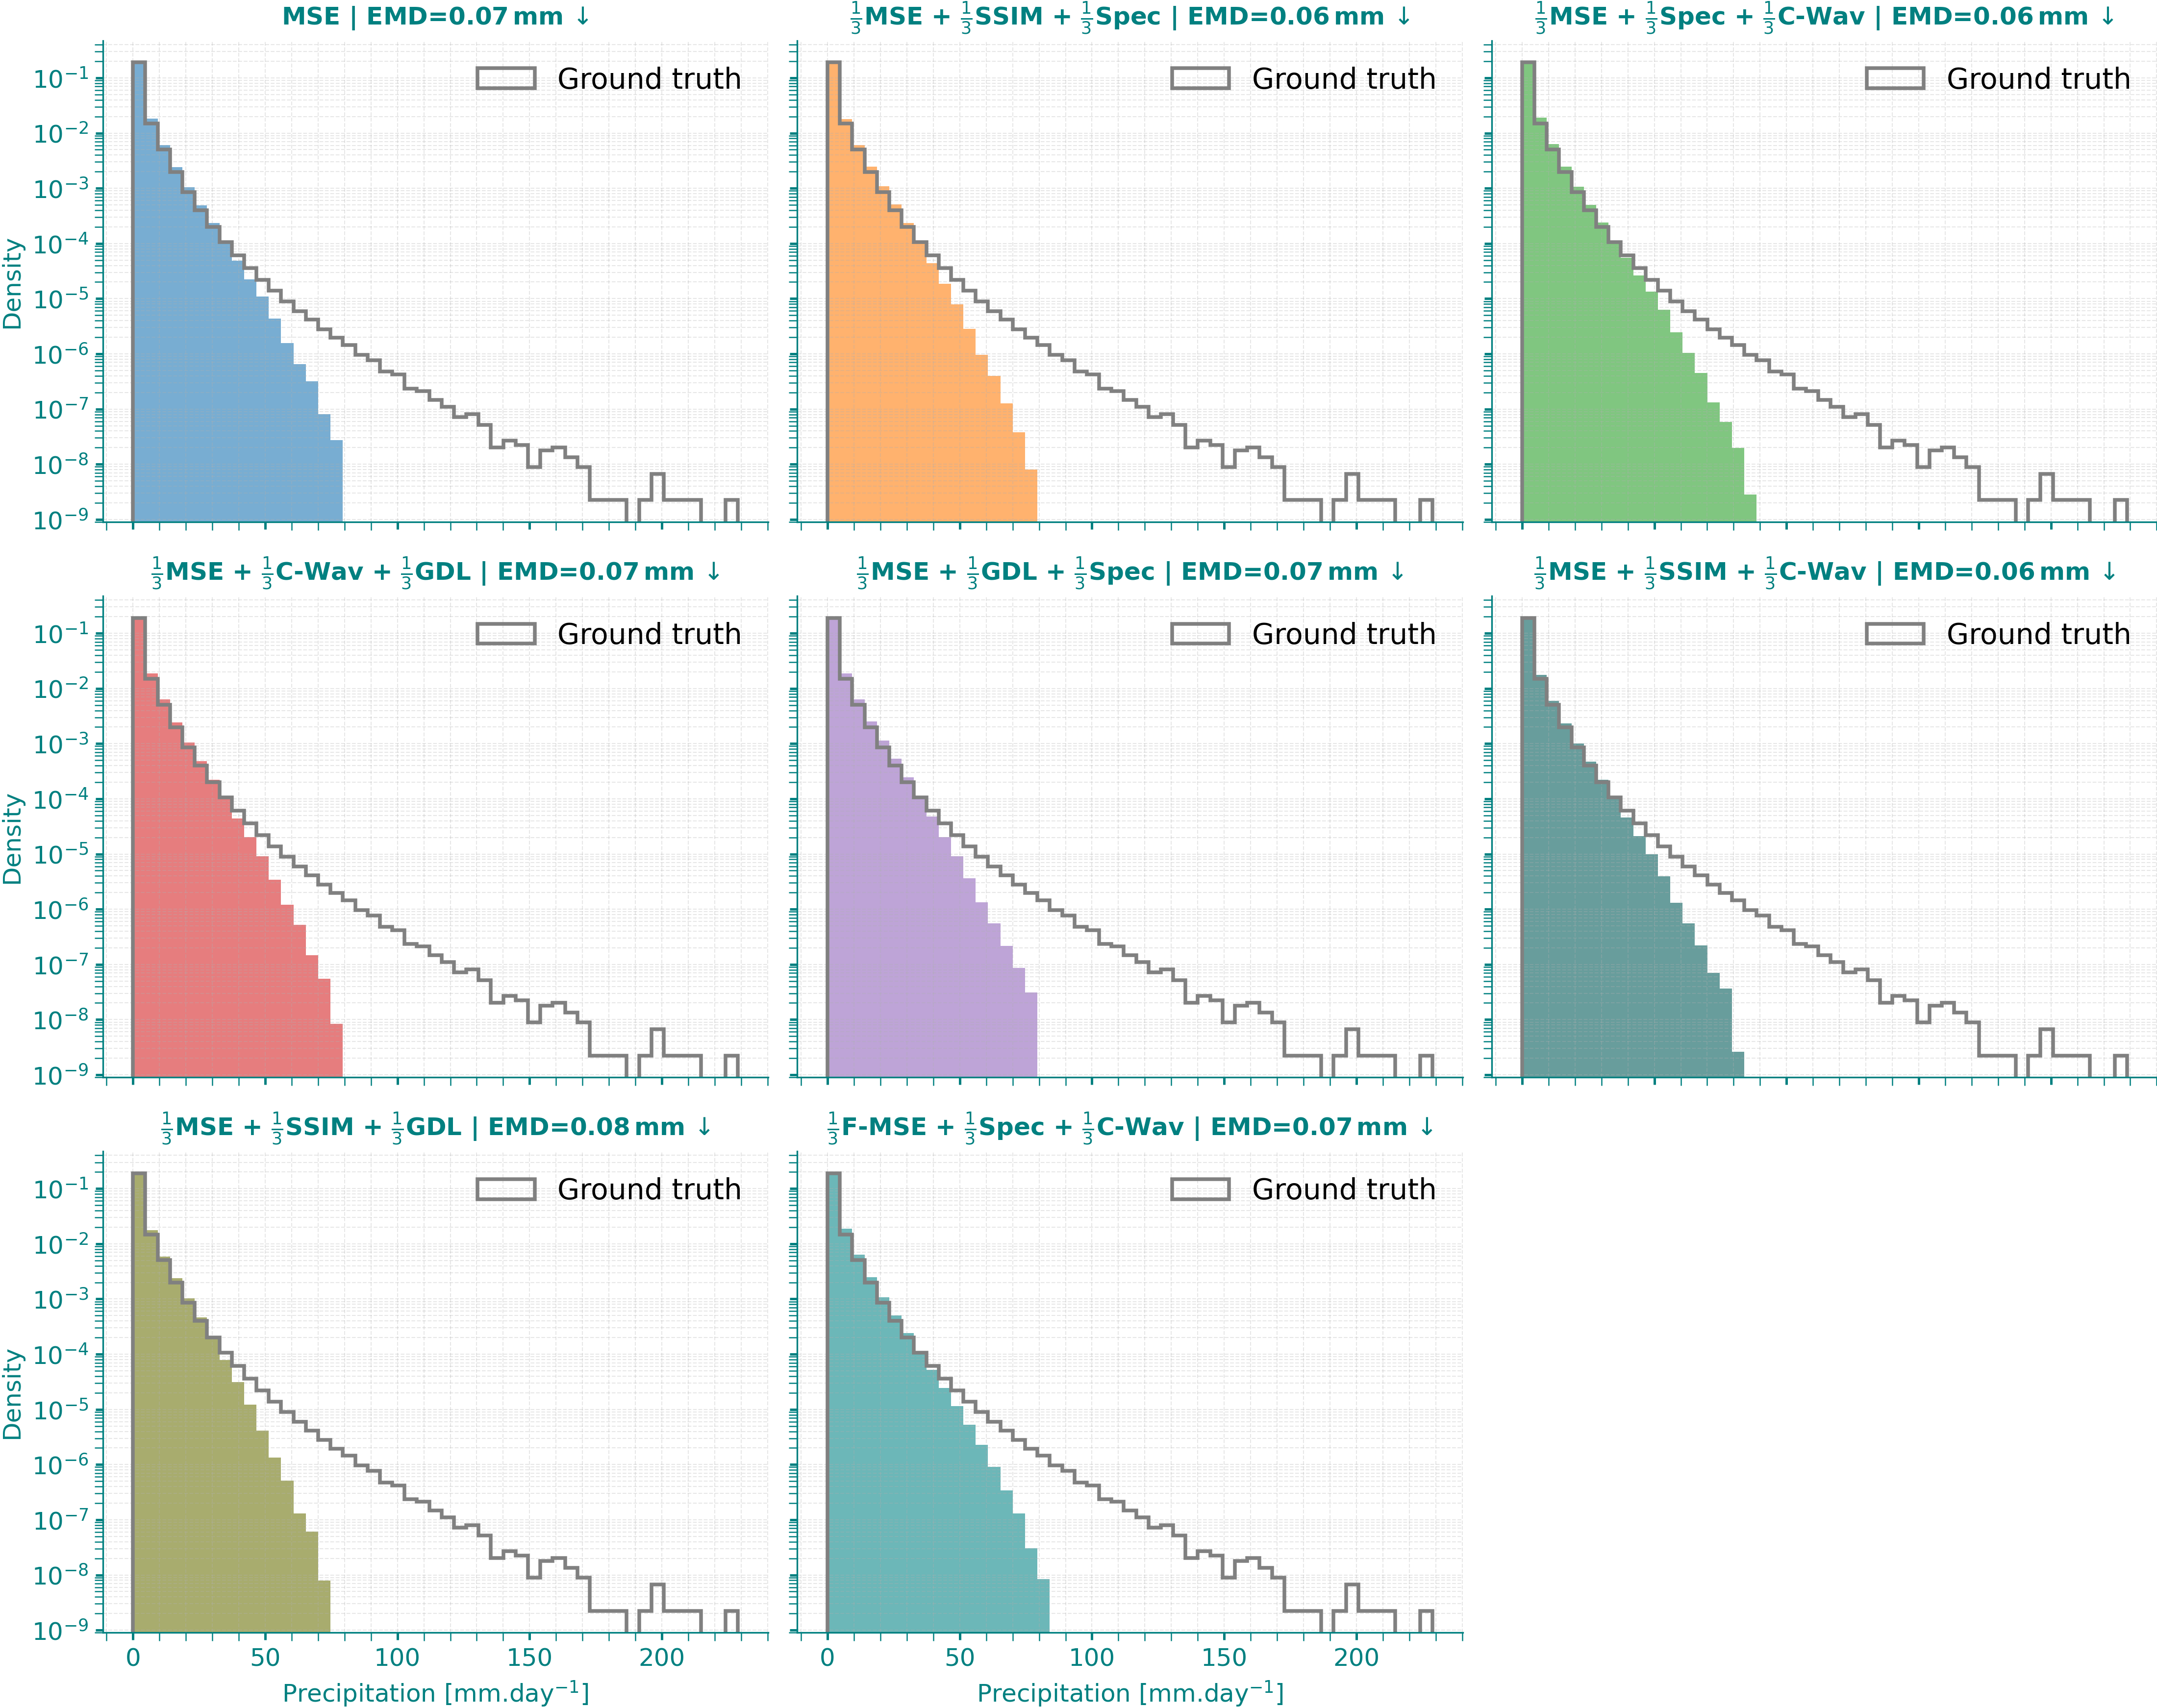 MSE | EMD=0.07 mm ↓
⅓MSE + ⅓SSIM + ⅓Spec | EMD=0.06 mm ↓
⅓MSE + ⅓Spec + ⅓C-Wav | EMD=0.06 mm ↓
Density
10⁻¹
10⁻²
10⁻³
10⁻⁴
10⁻⁵
10⁻⁶
10⁻⁷
10⁻⁸
10⁻⁹
Ground truth
Ground truth
Ground truth
⅓MSE + ⅓C-Wav + ⅓GDL | EMD=0.07 mm ↓
⅓MSE + ⅓GDL + ⅓Spec | EMD=0.07 mm ↓
⅓MSE + ⅓SSIM + ⅓C-Wav | EMD=0.06 mm ↓
Density
10⁻¹
10⁻²
10⁻³
10⁻⁴
10⁻⁵
10⁻⁶
10⁻⁷
10⁻⁸
10⁻⁹
Ground truth
Ground truth
Ground truth
⅓MSE + ⅓SSIM + ⅓GDL | EMD=0.08 mm ↓
⅓F-MSE + ⅓Spec + ⅓C-Wav | EMD=0.07 mm ↓
Density
10⁻¹
10⁻²
10⁻³
10⁻⁴
10⁻⁵
10⁻⁶
10⁻⁷
10⁻⁸
10⁻⁹
Ground truth
Ground truth
0 50 100 150 200
0 50 100 150 200
Precipitation [mm.day⁻¹]
Precipitation [mm.day⁻¹]